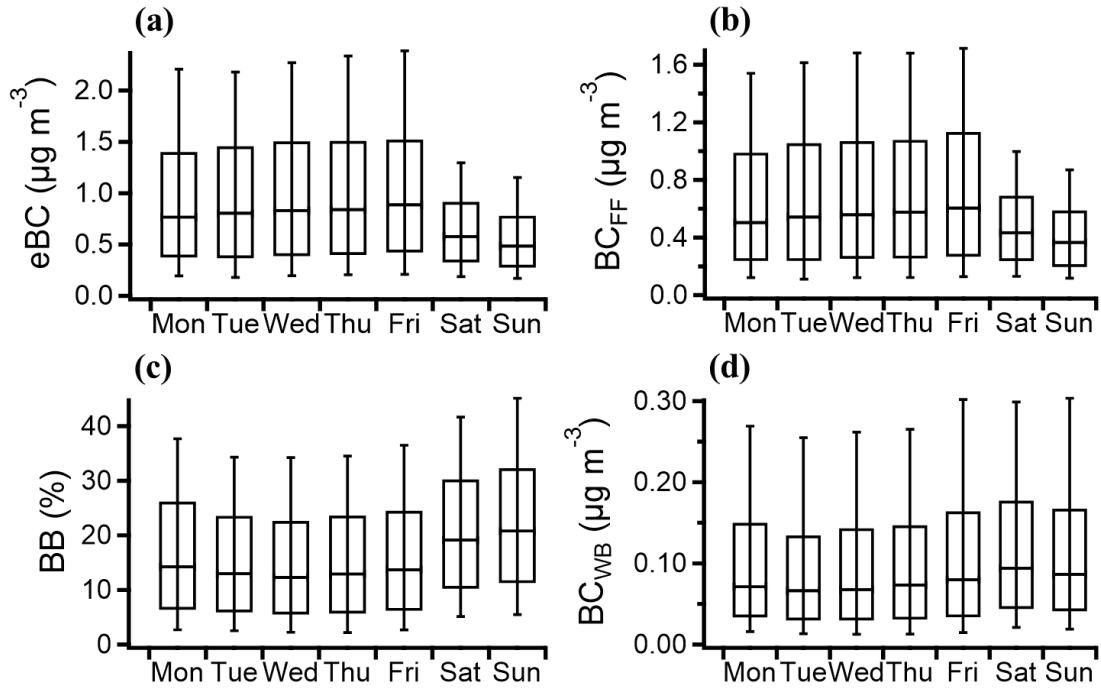 (a)
eBC (µg m⁻³)
2.0
1.5
1.0
0.5
0.0
Mon Tue Wed Thu Fri Sat Sun
(b)
BC_FF (µg m⁻³)
1.6
1.2
0.8
0.4
0.0
Mon Tue Wed Thu Fri Sat Sun
(c)
BB (%)
40
30
20
10
0
Mon Tue Wed Thu Fri Sat Sun
(d)
BC_WB (µg m⁻³)
0.30
0.20
0.10
0.00
Mon Tue Wed Thu Fri Sat Sun